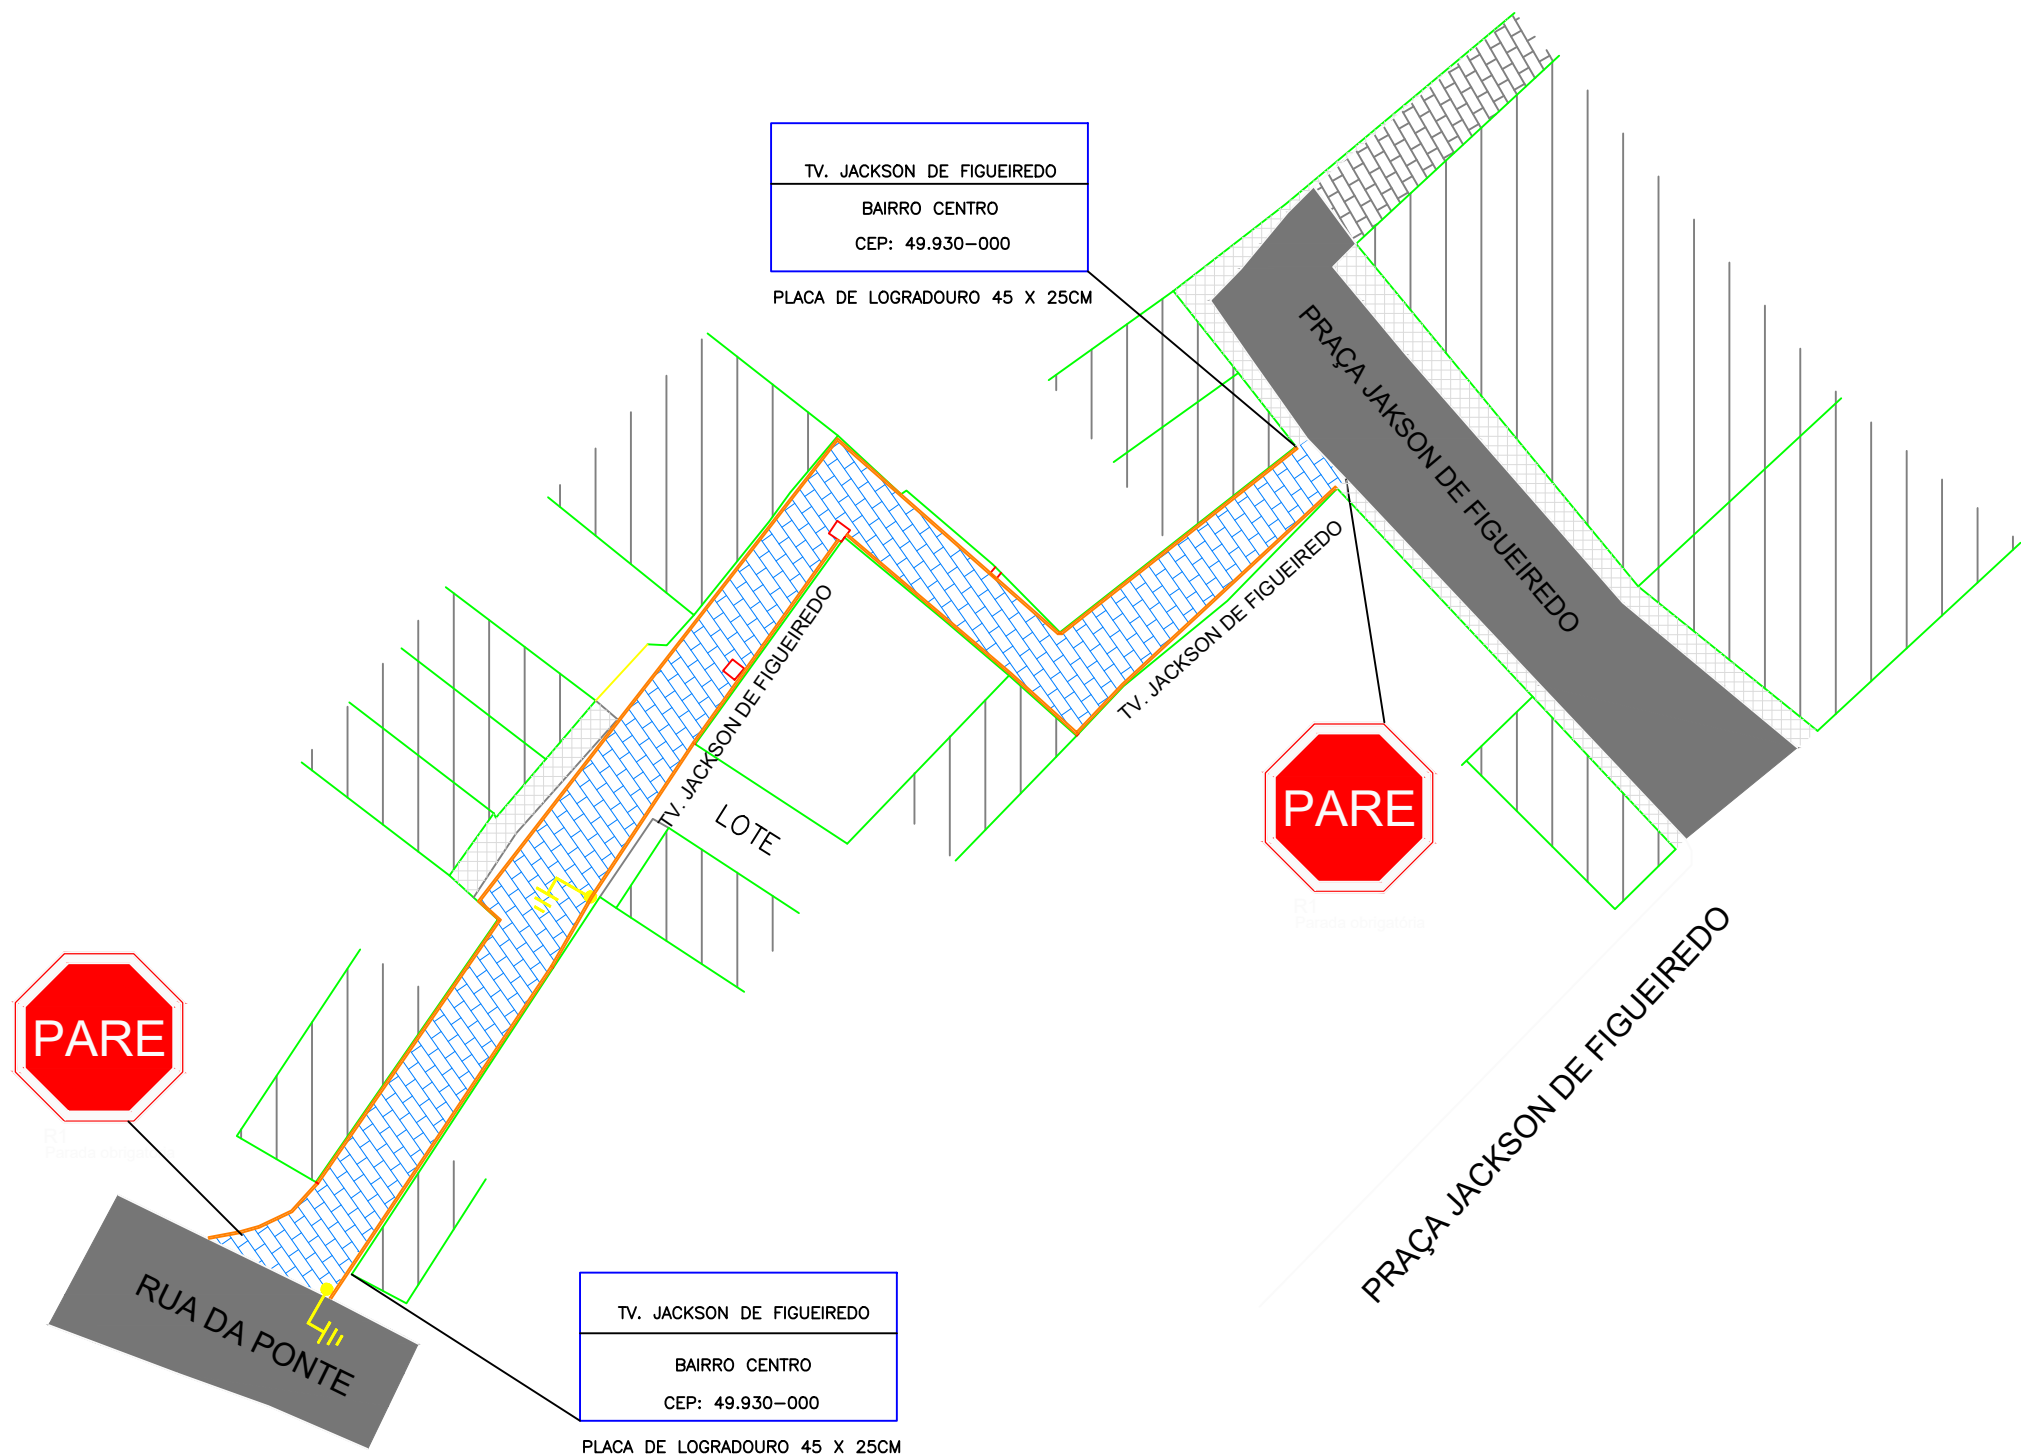 TV. JACKSON DE FIGUEIREDO
BAIRRO CENTRO
CEP: 49.930-000
PLACA DE LOGRADOURO 45 X 25CM
PRAÇA JAKSON DE FIGUEIREDO
TV. JACKSON DE FIGUEIREDO
TV. JACKSON DE FIGUEIREDO
LOTE
PARE
PRAÇA JACKSON DE FIGUEIREDO
PARE
RUA DA PONTE
TV. JACKSON DE FIGUEIREDO
BAIRRO CENTRO
CEP: 49.930-000
PLACA DE LOGRADOURO 45 X 25CM